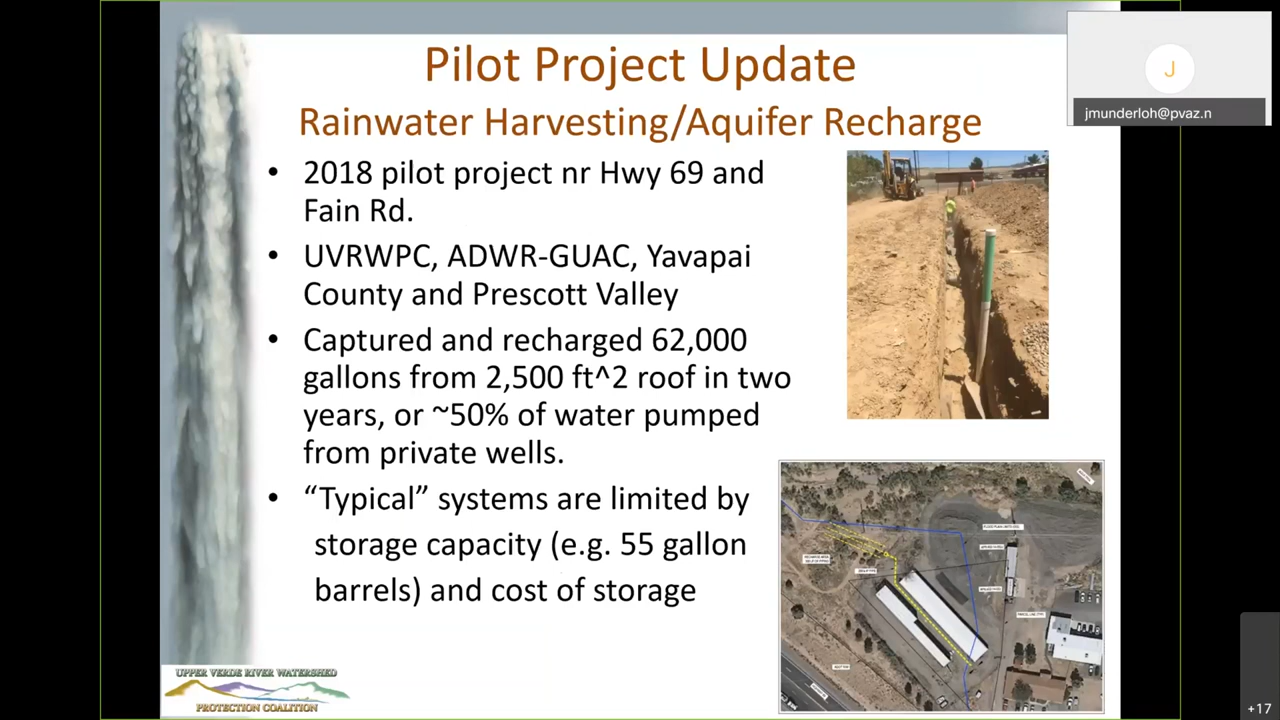 Pilot Project Update
Rainwater Harvesting/Aquifer Recharge
• 2018 pilot project nr Hwy 69 and
Fain Rd.
• UVRWPC, ADWR-GUAC, Yavapai
County and Prescott Valley
• Captured and recharged 62,000
gallons from 2,500 ft^2 roof in two
years, or ~50% of water pumped
from private wells.
• “Typical” systems are limited by
storage capacity (e.g. 55 gallon
barrels) and cost of storage
UPPER VERDE RIVER WATERSHED
PROTECTION COALITION
J
jmunderloh@pvaz.n
+17